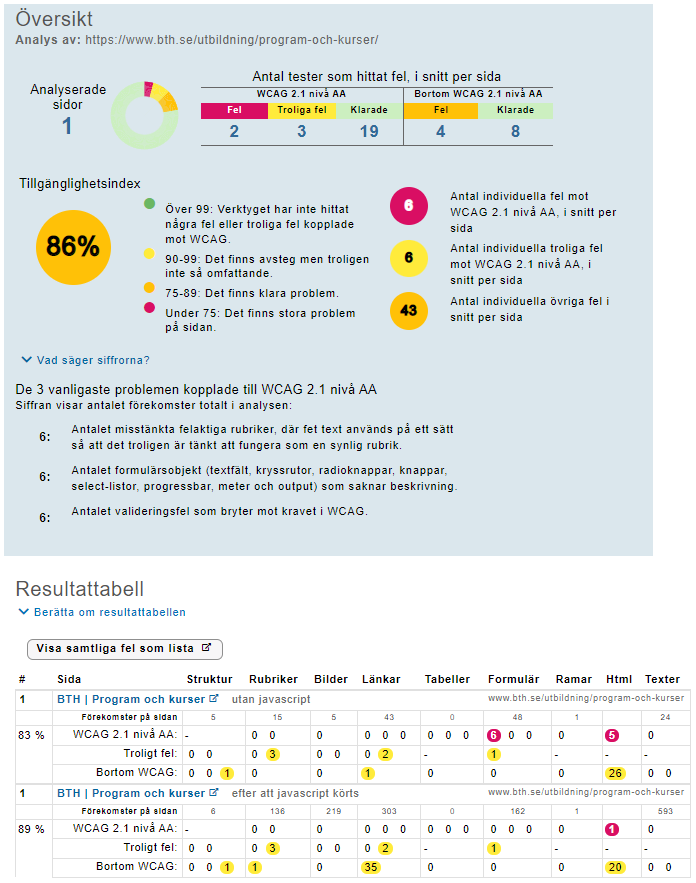 Översikt
Analys av: https://www.bth.se/utbildning/program-och-kurser/
Analyserade
sidor
1
Antal tester som hittat fel, i snitt per sida
WCAG 2.1 nivå AA Bortom WCAG 2.1 nivå AA
Fel Troliga fel Klarade Fel Klarade
2 3 19 4 8
Tillgänglighetsindex
86%
Över 99: Verktyget har inte hittat
några fel eller troliga fel kopplade
mot WCAG.
90-99: Det finns avsteg men troligen
inte så omfattande.
75-89: Det finns klara problem.
Under 75: Det finns stora problem
på sidan.
6
Antal individuella fel mot
WCAG 2.1 nivå AA, i snitt per
sida
6
Antal individuella troliga fel
mot WCAG 2.1 nivå AA, i
snitt per sida
43
Antal individuella övriga fel i
snitt per sida
Vad säger siffrorna?
De 3 vanligaste problemen kopplade till WCAG 2.1 nivå AA
Siffran visar antalet förekomster totalt i analysen:
6: Antalet misstänkta felaktiga rubriker, där fet text används på ett sätt
så att det troligen är tänkt att fungera som en synlig rubrik.
6: Antalet formulärsobjekt (textfält, kryssrutor, radioknappar, knappar,
select-listor, progressbar, meter och output) som saknar beskrivning.
6: Antalet valideringsfel som bryter mot kravet i WCAG.
Resultattabell
Berätta om resultattabellen
Visa samtliga fel som lista
# Sida Struktur Rubriker Bilder Länkar Tabeller Formulär Ramar Html Texter
1 BTH | Program och kurser utan javascript www.bth.se/utbildning/program-och-kurser
Förekomster på sidan 5 15 5 43 0 48 1 24
83 % WCAG 2.1 nivå AA: - 0 0 0 0 0 0 0 0 0 6 0 0 0 5 0
Troligt fel: 0 0 0 3 0 0 0 2 - 1 - - -
Bortom WCAG: 0 0 1 0 0 1 0 0 0 26 0 0
1 BTH | Program och kurser efter att javascript körts www.bth.se/utbildning/program-och-kurser
Förekomster på sidan 6 136 219 303 0 162 1 593
89 % WCAG 2.1 nivå AA: - 0 0 0 0 0 0 0 0 0 0 0 0 0 1 0
Troligt fel: 0 0 0 3 0 0 0 2 - 1 - - -
Bortom WCAG: 0 0 1 1 0 35 0 0 0 20 0 0